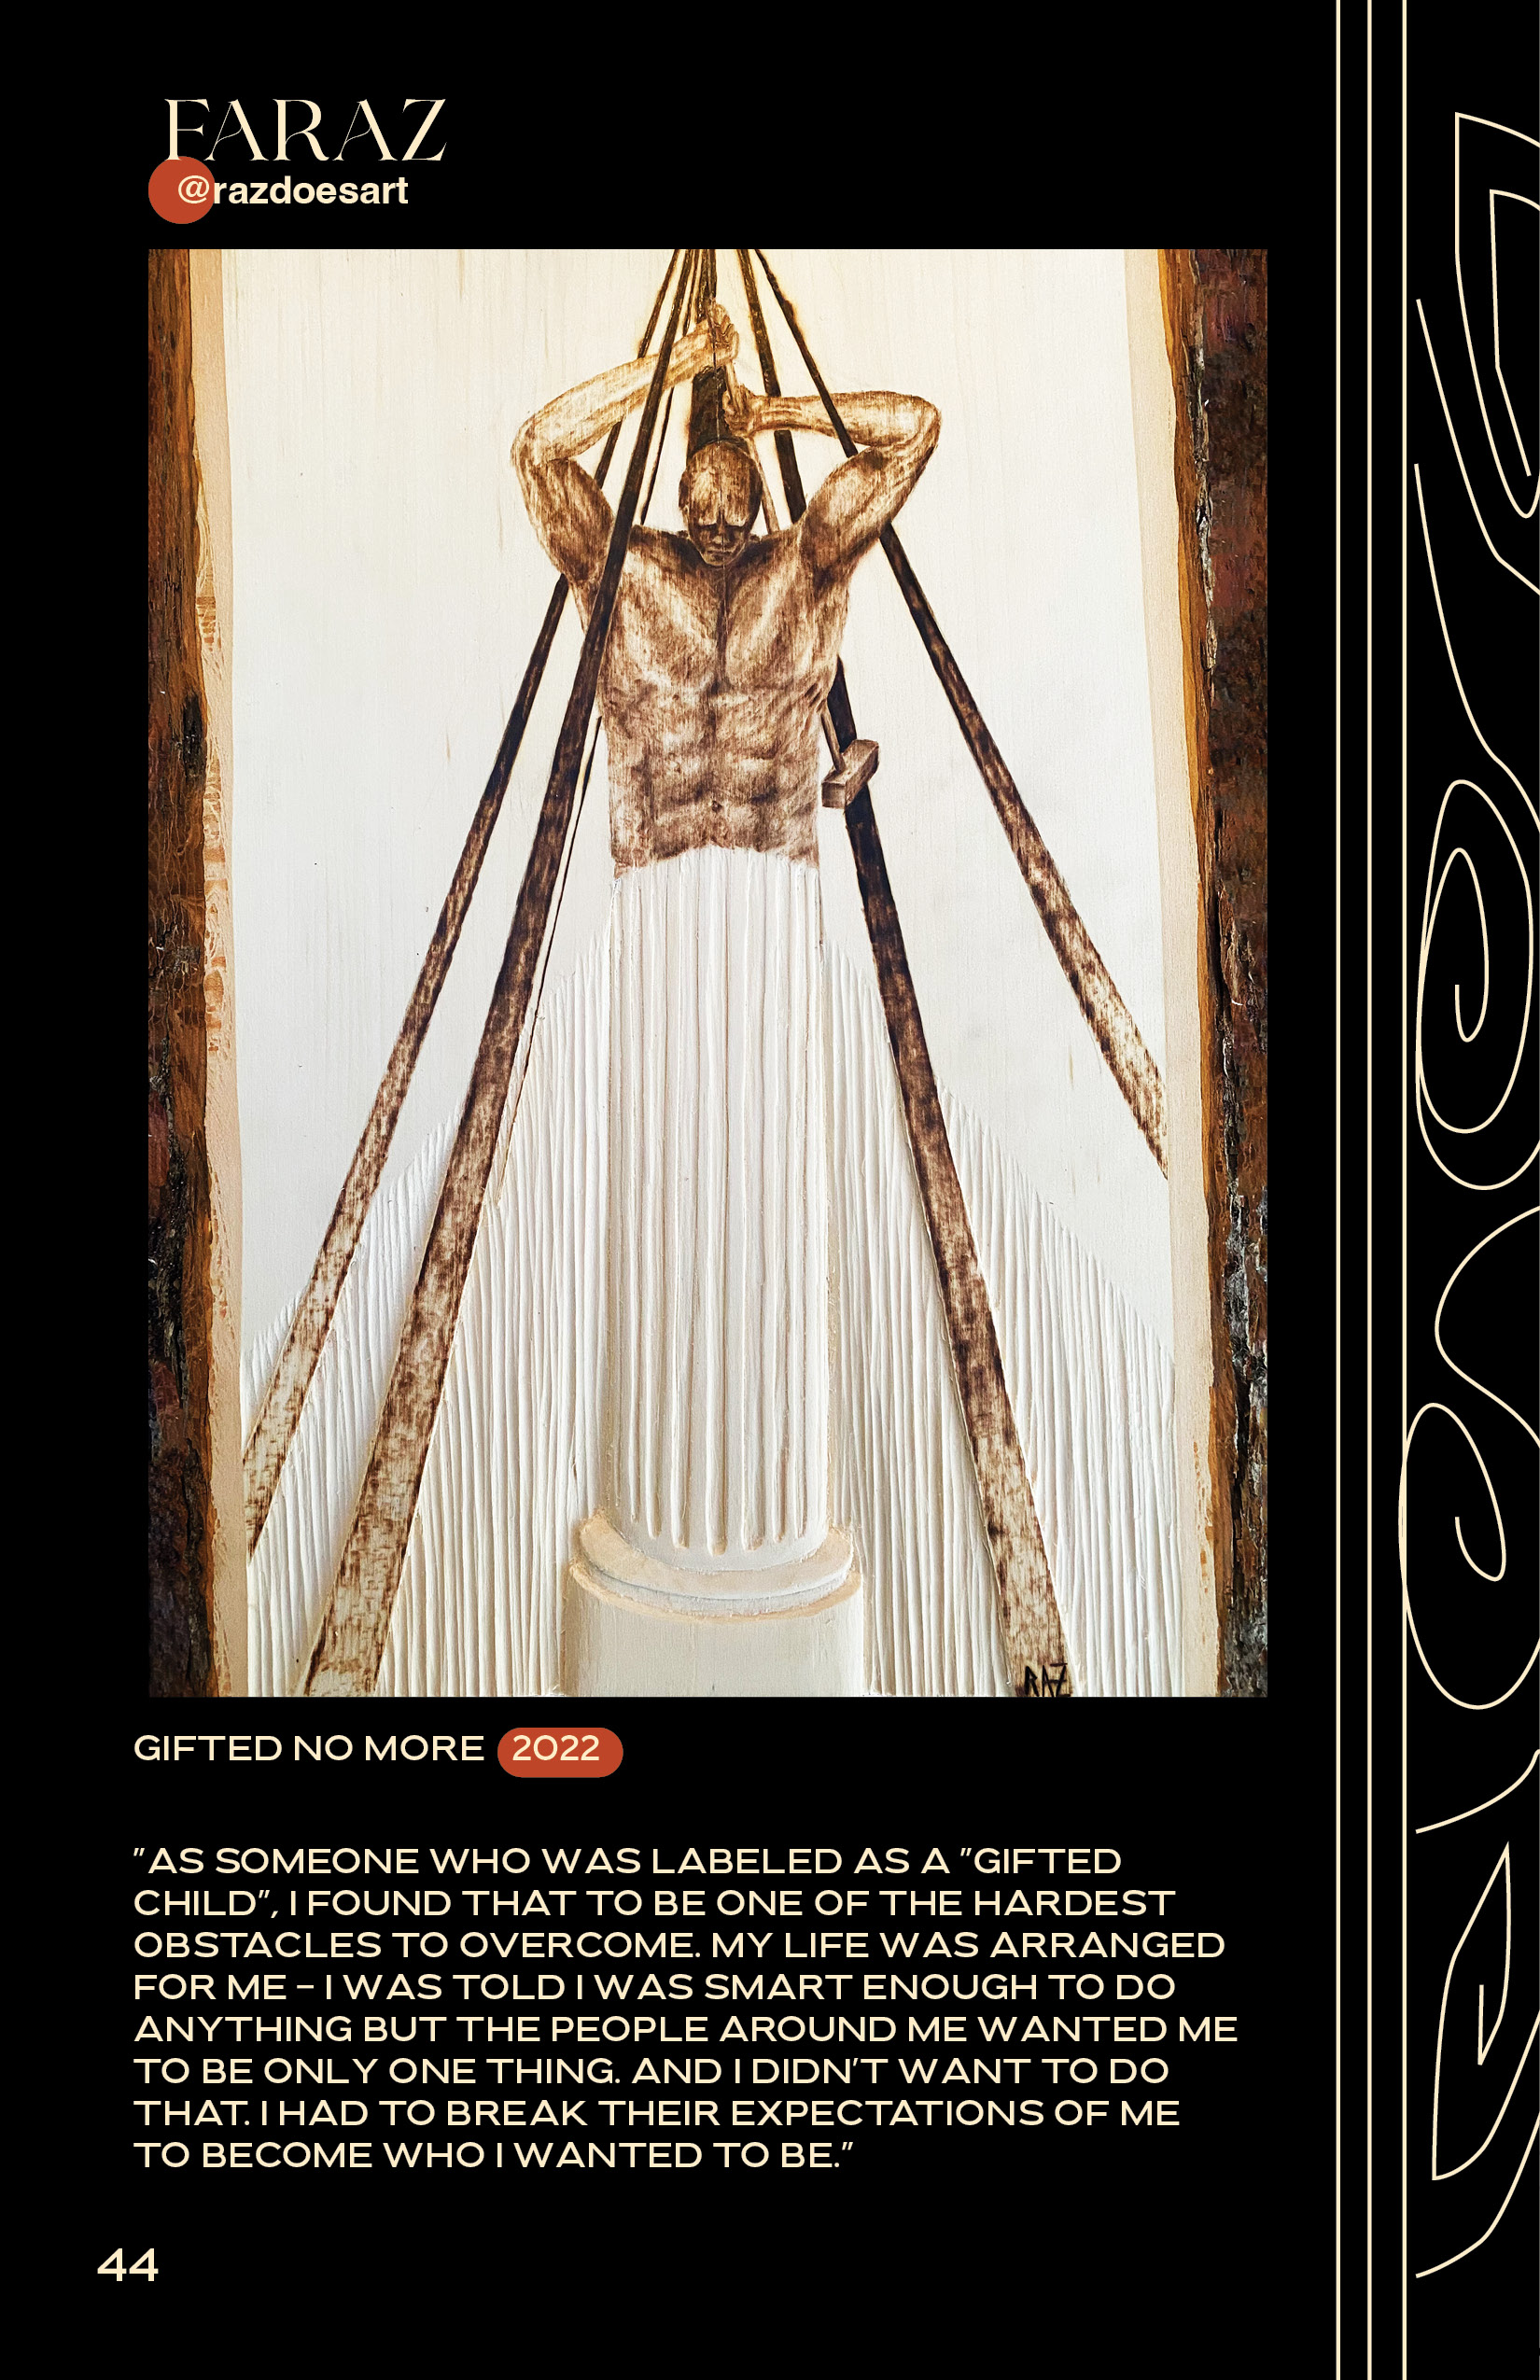 FARAZ
@razdoesart
RAZ
GIFTED NO MORE 2022
"AS SOMEONE WHO WAS LABELED AS A "GIFTED
CHILD", I FOUND THAT TO BE ONE OF THE HARDEST
OBSTACLES TO OVERCOME. MY LIFE WAS ARRANGED
FOR ME – I WAS TOLD I WAS SMART ENOUGH TO DO
ANYTHING BUT THE PEOPLE AROUND ME WANTED ME
TO BE ONLY ONE THING. AND I DIDN'T WANT TO DO
THAT. I HAD TO BREAK THEIR EXPECTATIONS OF ME
TO BECOME WHO I WANTED TO BE."
44